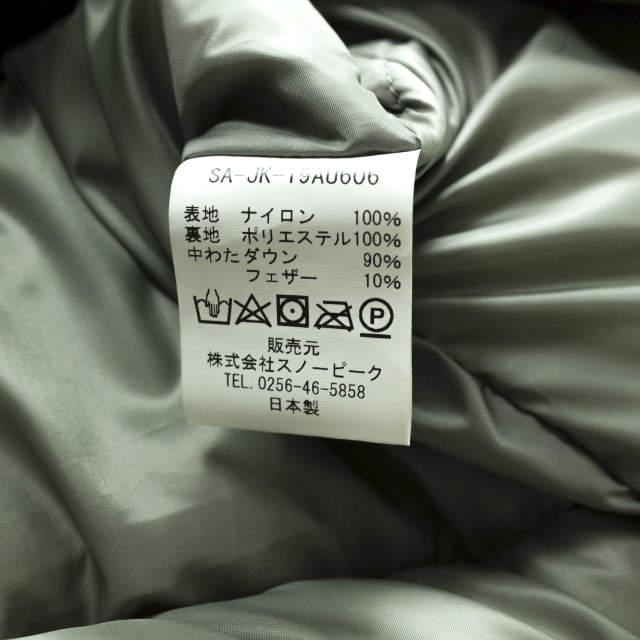 SA-JK-19AU606
表地 ナイロン 100%
裏地 ポリエステル100%
中わたダウン 90%
フェザー 10%
P
販売元
株式会社スノーピーク
TEL.0256-46-5858
日本製